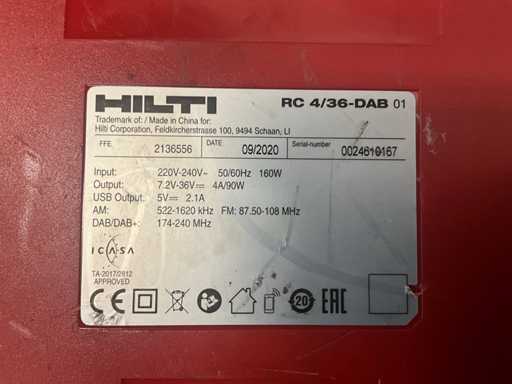 HILTI RC 4/36-DAB 01
Trademark of: / Made in China for:
Hilti Corporation, Feldkircherstrasse 100, 9494 Schaan, LI
FFE. 2136556 DATE 09/2020 Serial-number 0024610167
Input: 220V-240V~ 50/60Hz 160W
Output: 7.2V-36V⎓ 4A/90W
USB Output: 5V⎓ 2.1A
AM: 522-1620 kHz FM: 87.50-108 MHz
DAB/DAB+: 174-240 MHz
ICASA
TA-2017/2812
APPROVED
CE 20 EAC